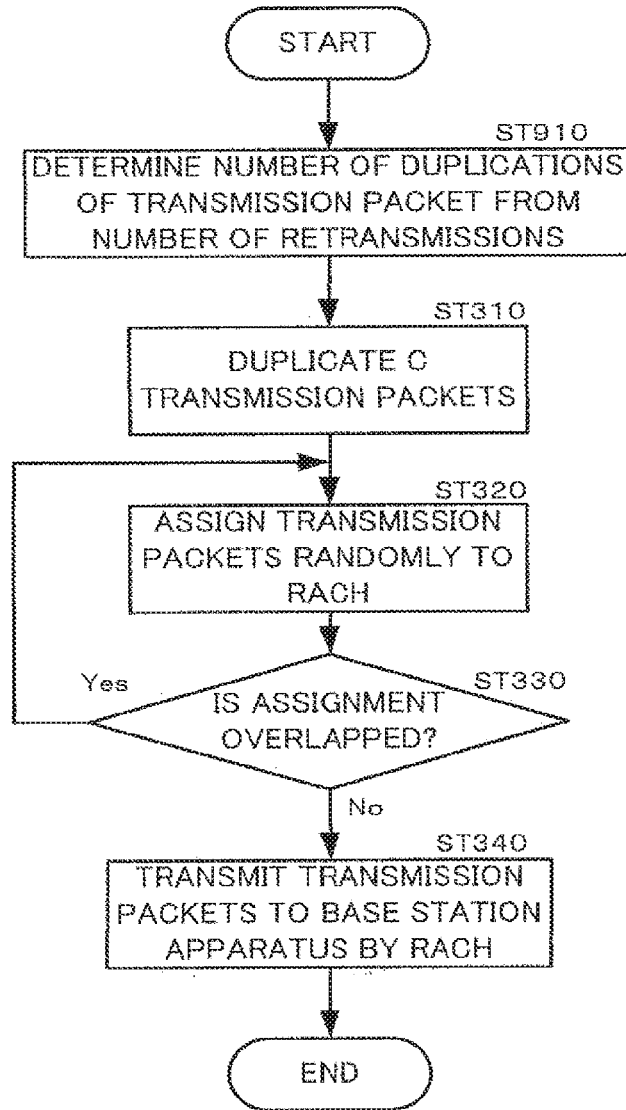 START
ST910
DETERMINE NUMBER OF DUPLICATIONS
OF TRANSMISSION PACKET FROM
NUMBER OF RETRANSMISSIONS
ST310
DUPLICATE C
TRANSMISSION PACKETS
ST320
ASSIGN TRANSMISSION
PACKETS RANDOMLY TO
RACH
Yes
ST330
IS ASSIGNMENT
OVERLAPPED?
No
ST340
TRANSMIT TRANSMISSION
PACKETS TO BASE STATION
APPARATUS BY RACH
END